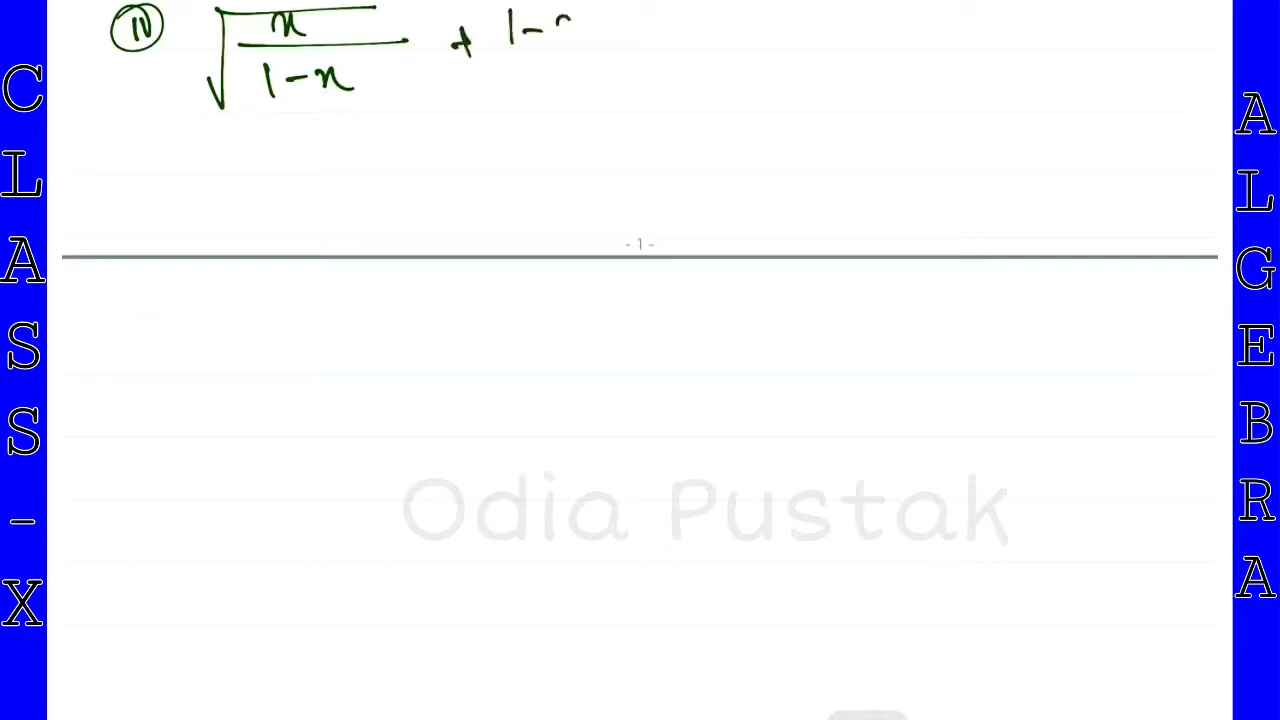 (iv) √(x/(1-x)) + 1-
- 1 -
Odia Pustak
CLASS-X
ALGEBRA